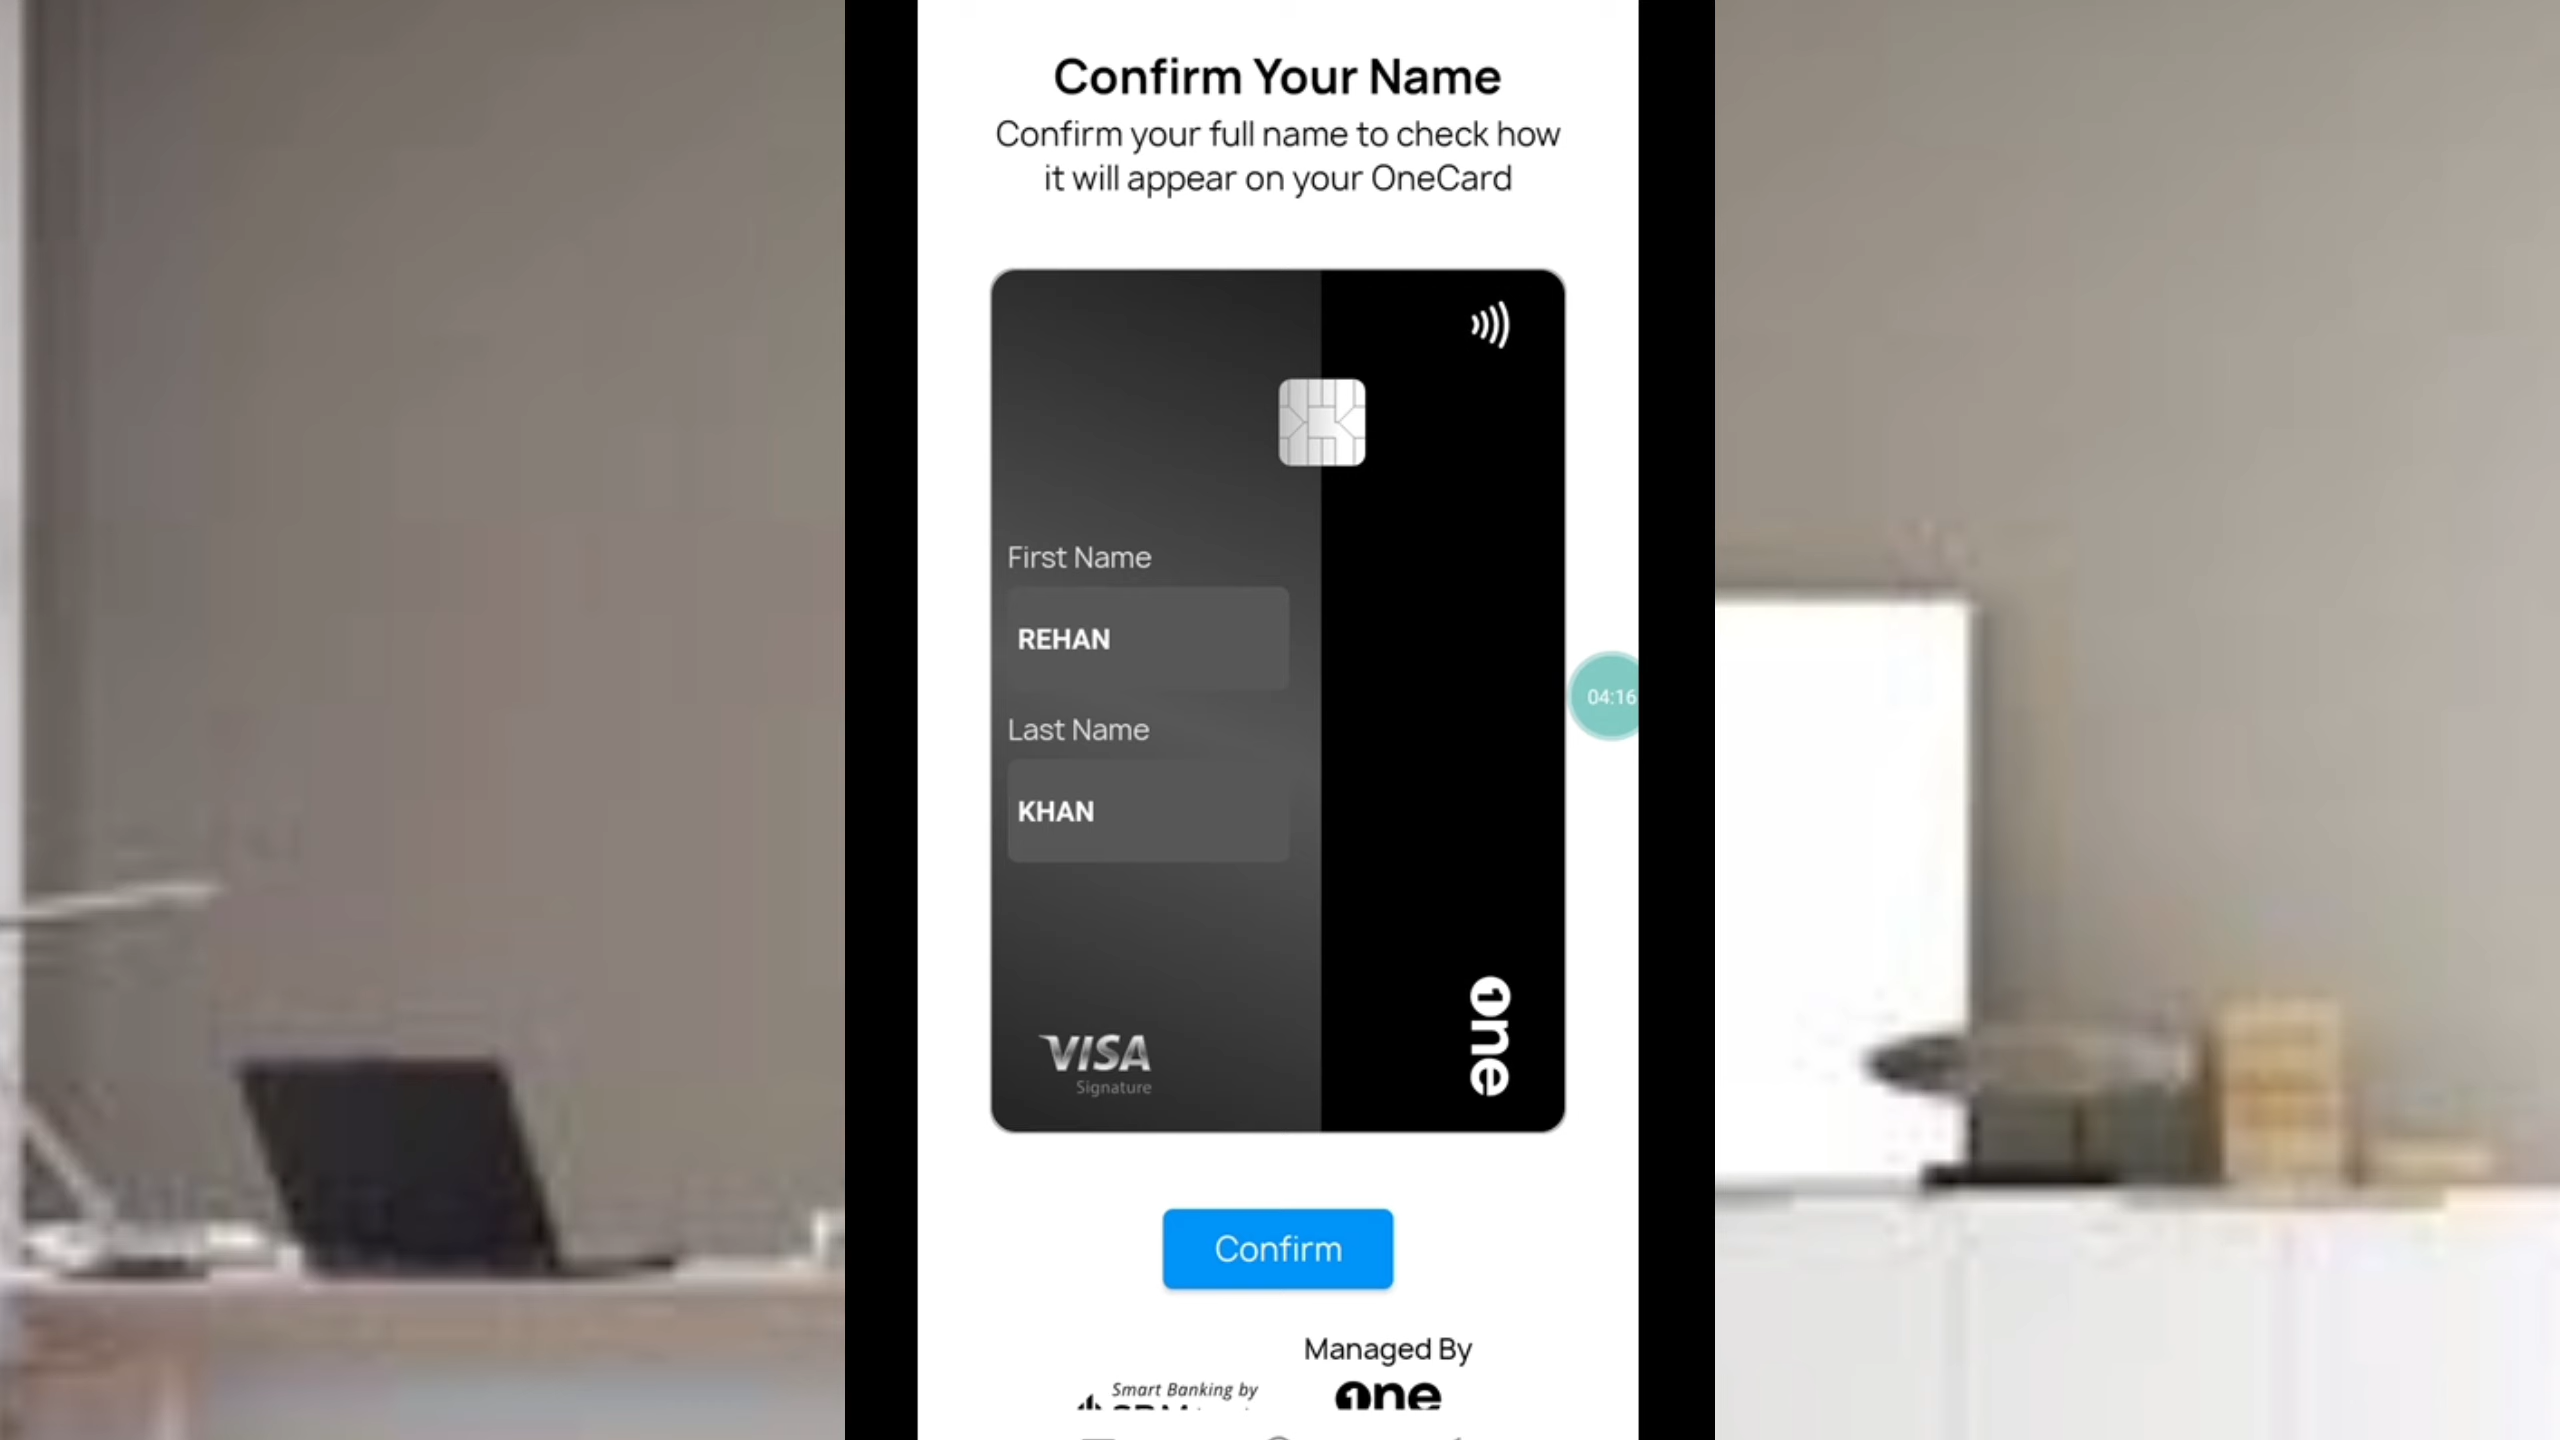 Confirm Your Name
Confirm your full name to check how
it will appear on your OneCard
First Name
REHAN
Last Name
KHAN
04:16
VISA
Signature
one
Confirm
Managed By
Smart Banking by
one